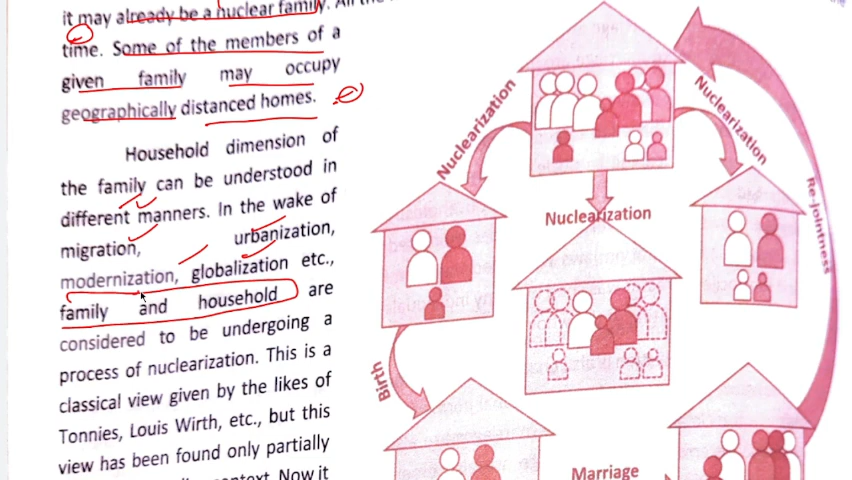 it may already be a nuclear family. All the
time. Some of the members of a
given family may occupy
geographically distanced homes.
Household dimension of
the family can be understood in
different manners. In the wake of
migration, urbanization,
modernization, globalization etc.,
family and household are
considered to be undergoing a
process of nuclearization. This is a
classical view given by the likes of
Tonnies, Louis Wirth, etc., but this
view has been found only partially
context. Now it
Nuclearization
Nuclearization
Nuclearization
Re-jointness
Birth
Marriage